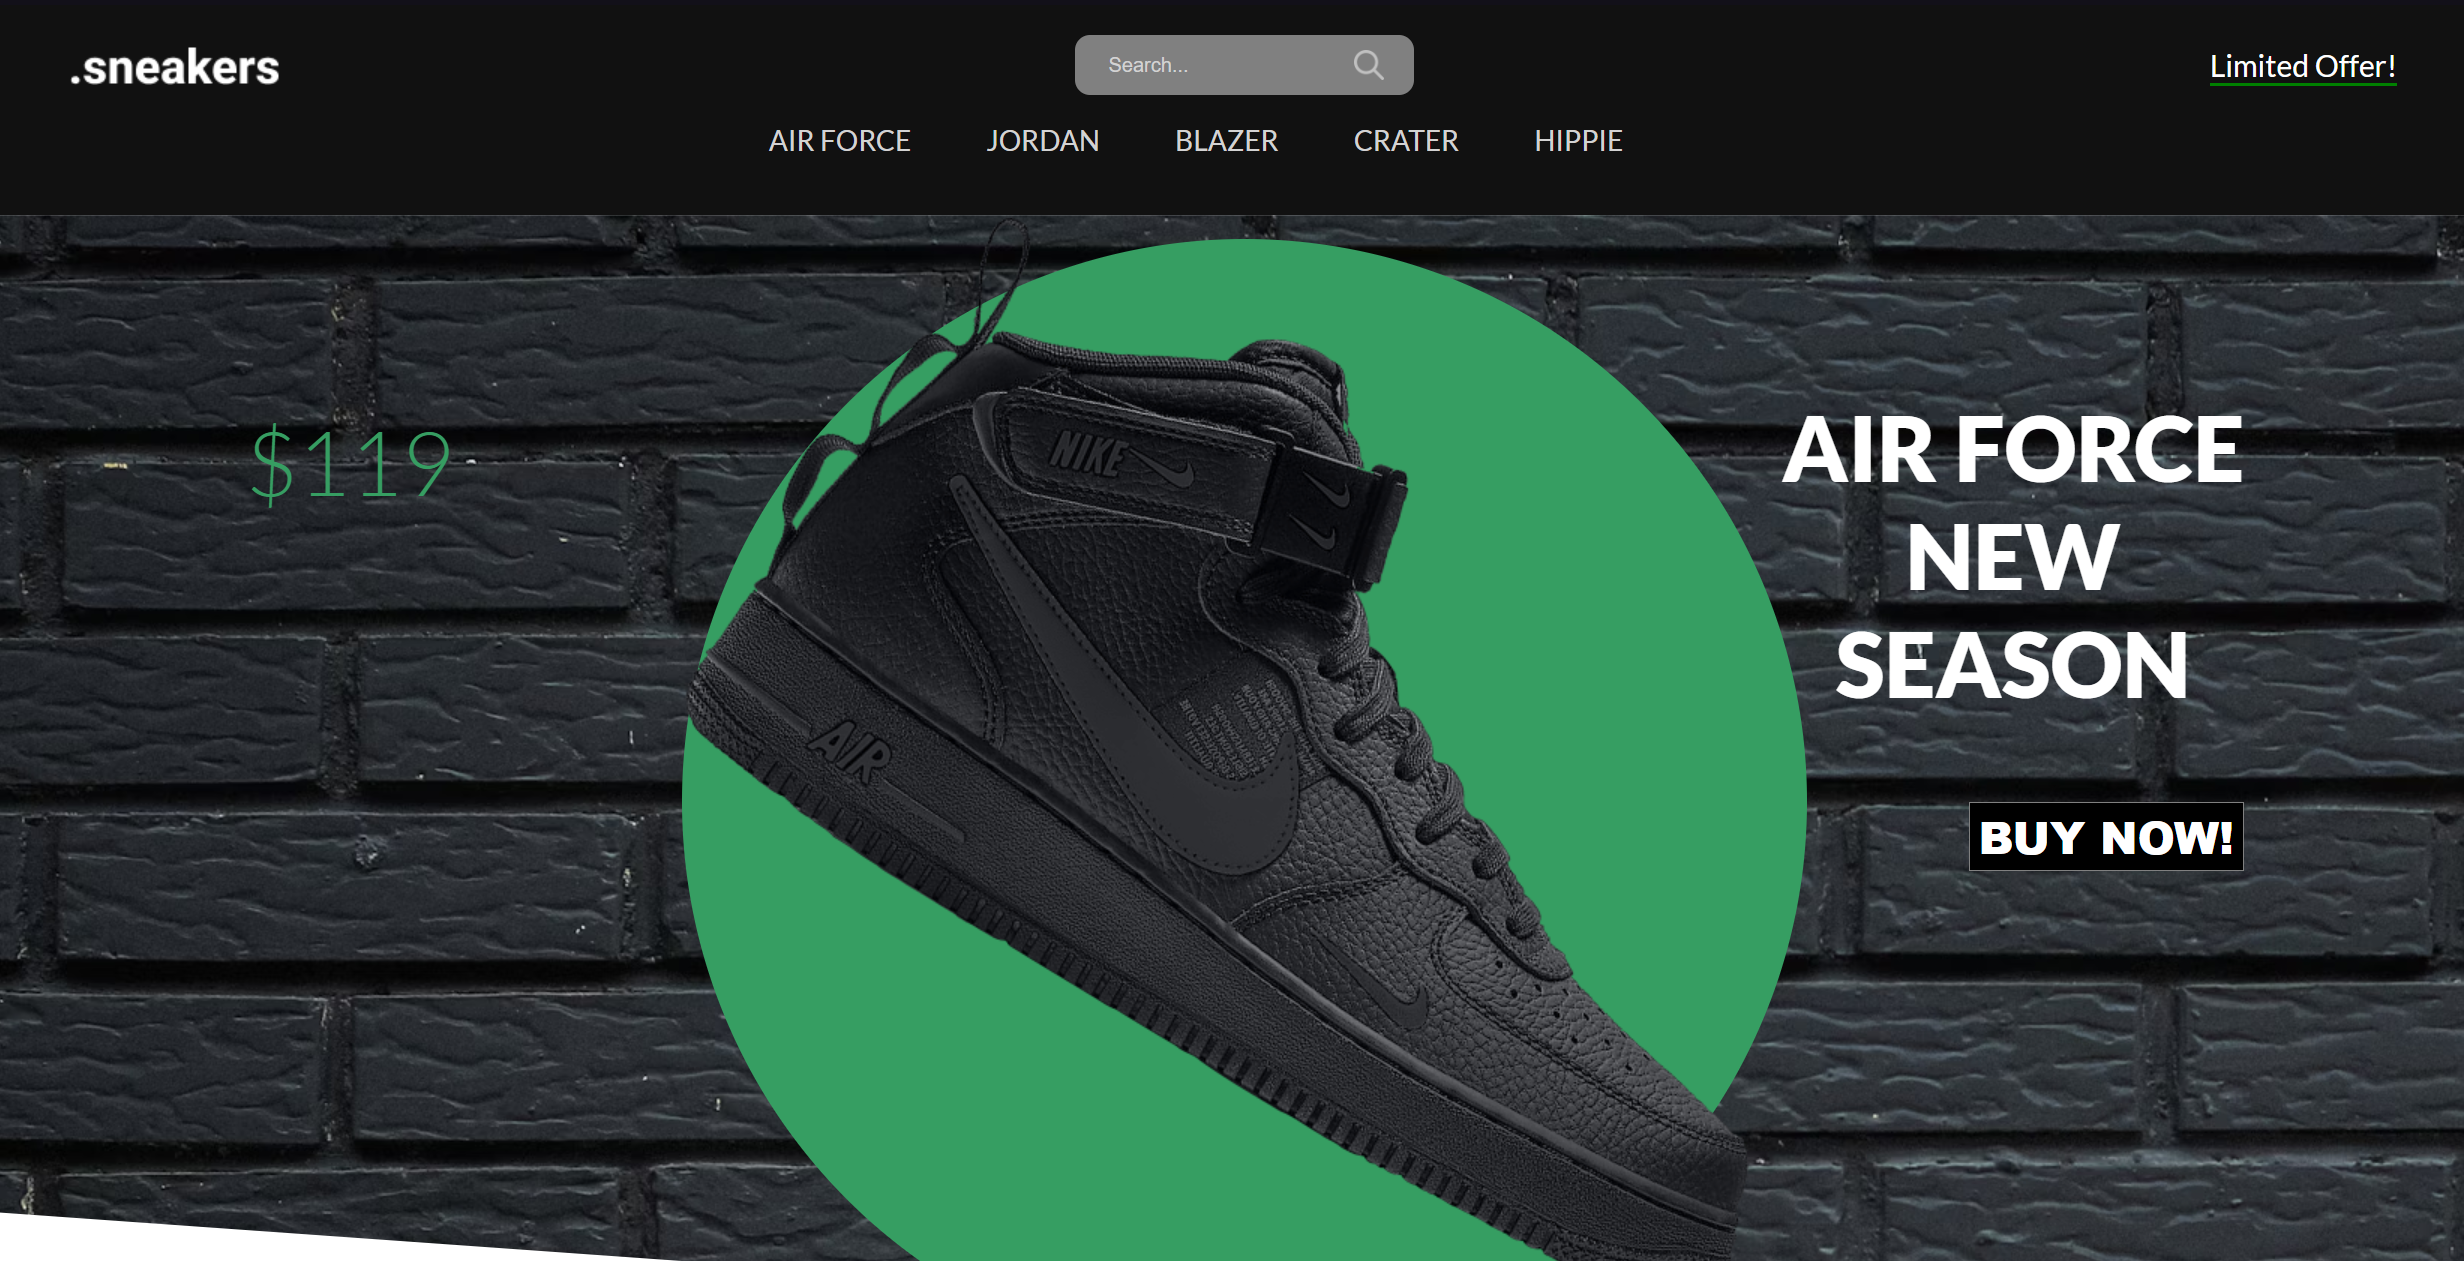 .sneakers
Search...
Limited Offer!
AIR FORCE
JORDAN
BLAZER
CRATER
HIPPIE
$119
AIR FORCE
NEW
SEASON
BUY NOW!
NIKE
AIR